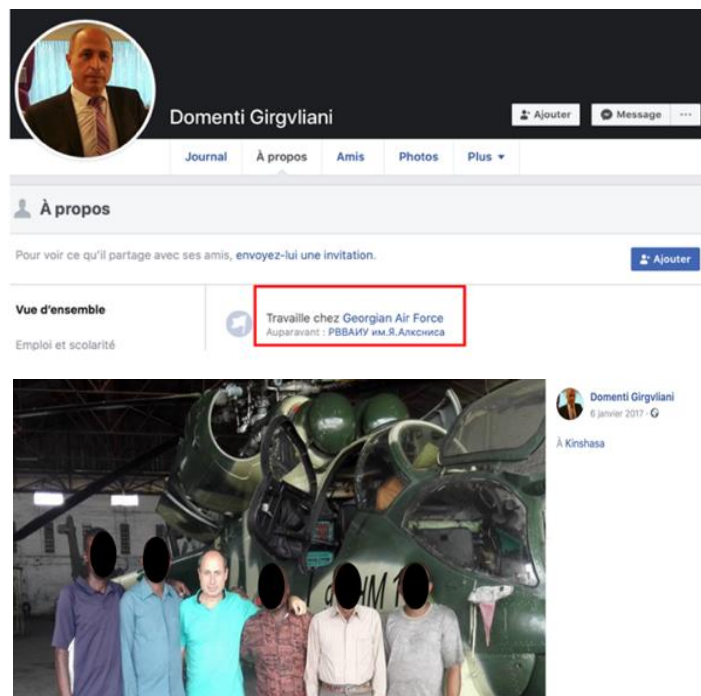 Domenti Girgvliani
Ajouter
Message
Journal À propos Amis Photos Plus
À propos
Pour voir ce qu'il partage avec ses amis, envoyez-lui une invitation.
Ajouter
Vue d'ensemble
Travaille chez Georgian Air Force
Auparavant : РВВАИУ им.Я.Алксниса
Emploi et scolarité
Domenti Girgvliani
6 janvier 2017 ·
À Kinshasa